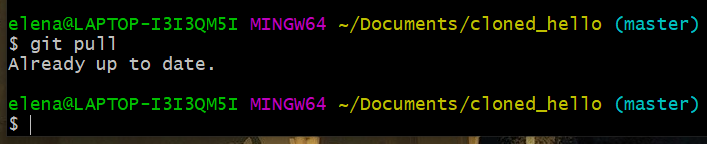 elena@LAPTOP-I3I3QM5I MINGW64 ~/Documents/cloned_hello (master)
$ git pull
Already up to date.
elena@LAPTOP-I3I3QM5I MINGW64 ~/Documents/cloned_hello (master)
$